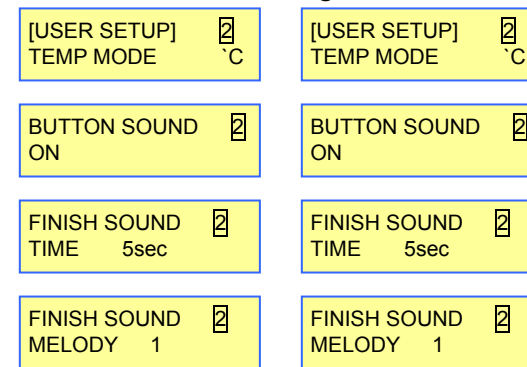 [USER SETUP] 2
TEMP MODE `C
BUTTON SOUND 2
ON
FINISH SOUND 2
TIME 5sec
FINISH SOUND 2
MELODY 1
[USER SETUP] 2
TEMP MODE `C
BUTTON SOUND 2
ON
FINISH SOUND 2
TIME 5sec
FINISH SOUND 2
MELODY 1